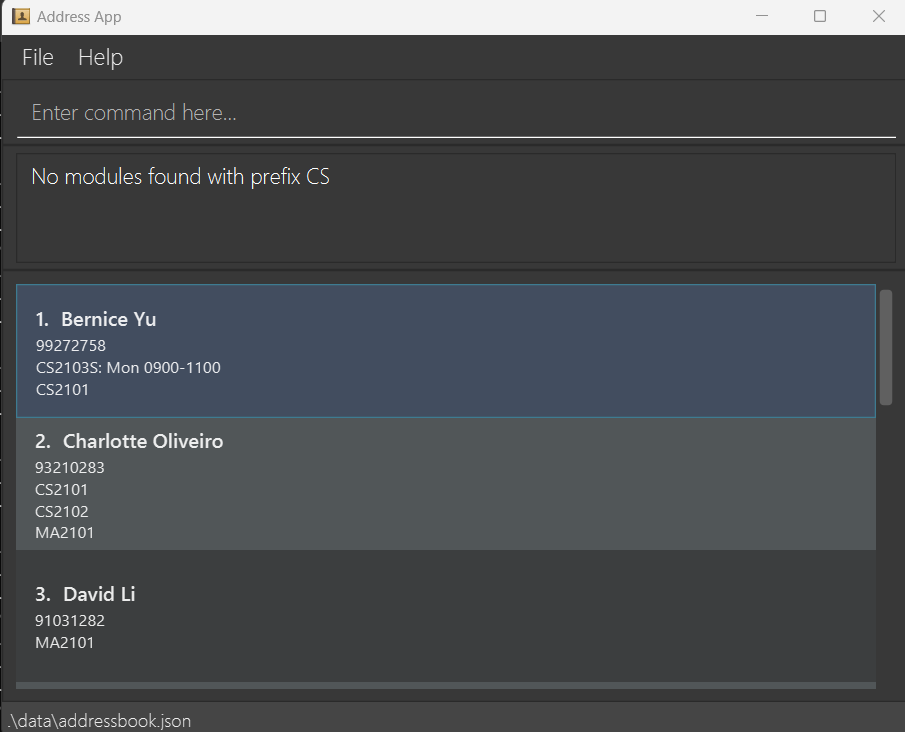 Address App
File Help
Enter command here...
No modules found with prefix CS
1. Bernice Yu
99272758
CS2103S: Mon 0900-1100
CS2101
2. Charlotte Oliveiro
93210283
CS2101
CS2102
MA2101
3. David Li
91031282
MA2101
.\data\addressbook.json